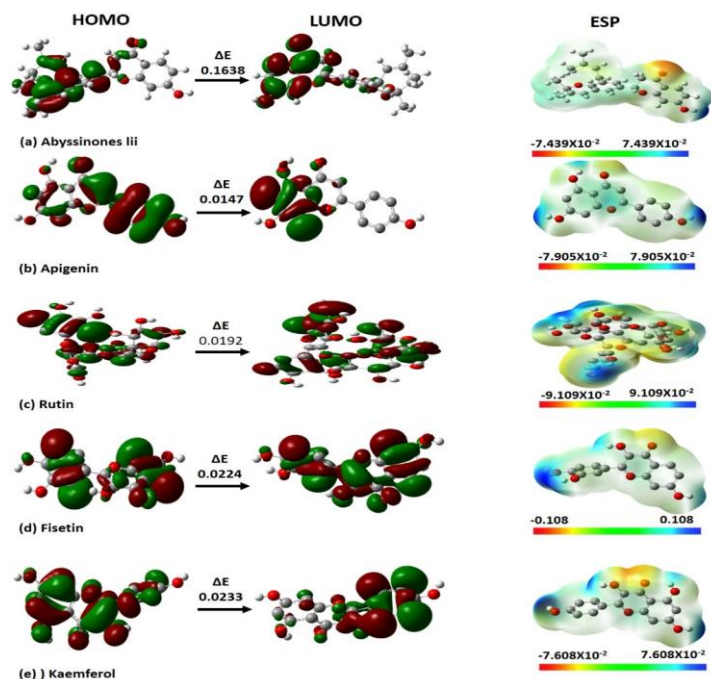 HOMO LUMO ESP
ΔE
0.1638
(a) Abyssinones Iii
-7.439X10⁻² 7.439X10⁻²
ΔE
0.0147
(b) Apigenin
-7.905X10⁻² 7.905X10⁻²
ΔE
0.0192
(c) Rutin
-9.109X10⁻² 9.109X10⁻²
ΔE
0.0224
(d) Fisetin
-0.108 0.108
ΔE
0.0233
(e) ) Kaemferol
-7.608X10⁻² 7.608X10⁻²